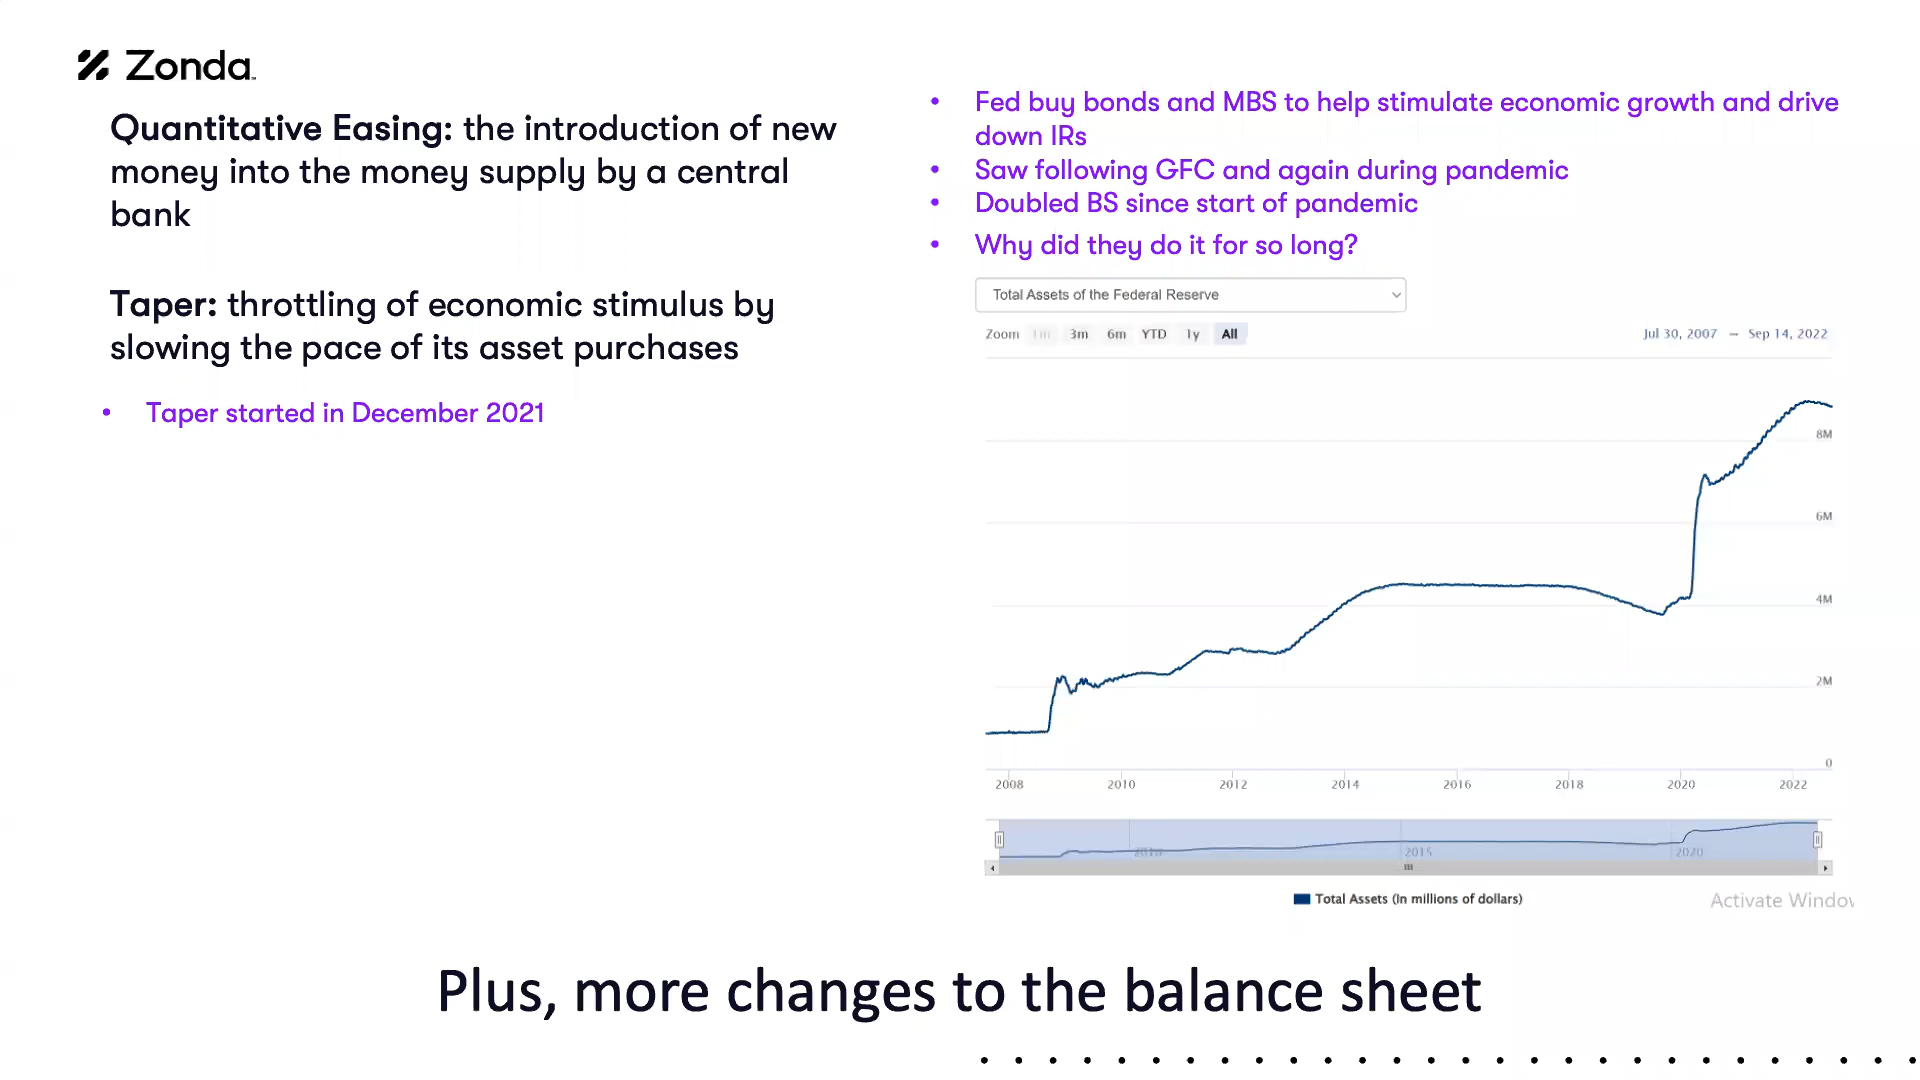 Zonda
Quantitative Easing: the introduction of new
money into the money supply by a central
bank
Taper: throttling of economic stimulus by
slowing the pace of its asset purchases
• Taper started in December 2021
• Fed buy bonds and MBS to help stimulate economic growth and drive
down IRs
• Saw following GFC and again during pandemic
• Doubled BS since start of pandemic
• Why did they do it for so long?
Total Assets of the Federal Reserve
Zoom 1m 3m 6m YTD 1y All Jul 30, 2007 – Sep 14, 2022
8M
6M
4M
2M
0
2008 2010 2012 2014 2016 2018 2020 2022
2010 2015 2020
Total Assets (In millions of dollars)
Activate Windov
Plus, more changes to the balance sheet